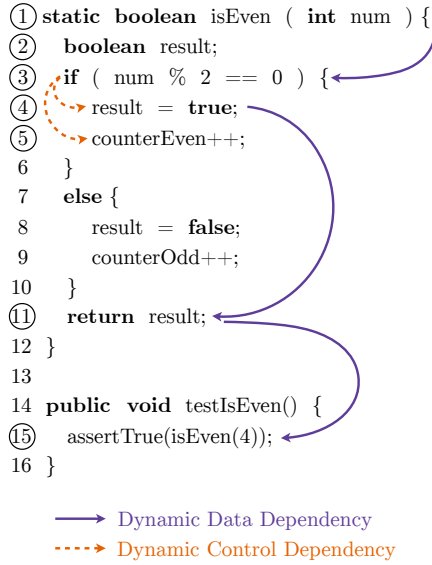 1 static boolean isEven ( int num ) {
2 boolean result;
3 if ( num % 2 == 0 ) {
4 result = true;
5 counterEven++;
6 }
7 else {
8 result = false;
9 counterOdd++;
10 }
11 return result;
12 }
13
14 public void testIsEven() {
15 assertTrue(isEven(4));
16 }
Dynamic Data Dependency
Dynamic Control Dependency